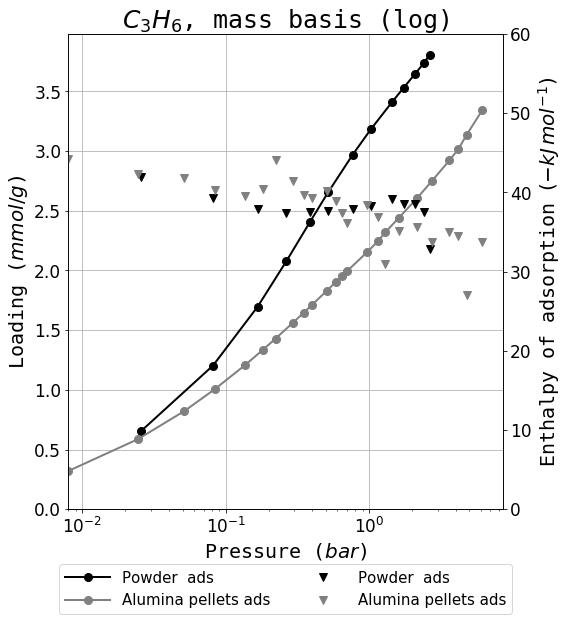 C₃H₆, mass basis (log)
Loading (mmol/g)
3.5
3.0
2.5
2.0
1.5
1.0
0.5
0.0
60
50
40
30
20
10
0
Enthalpy of adsorption (−kJ mol⁻¹)
10⁻² 10⁻¹ 10⁰
Pressure (bar)
Powder ads Powder ads
Alumina pellets ads Alumina pellets ads